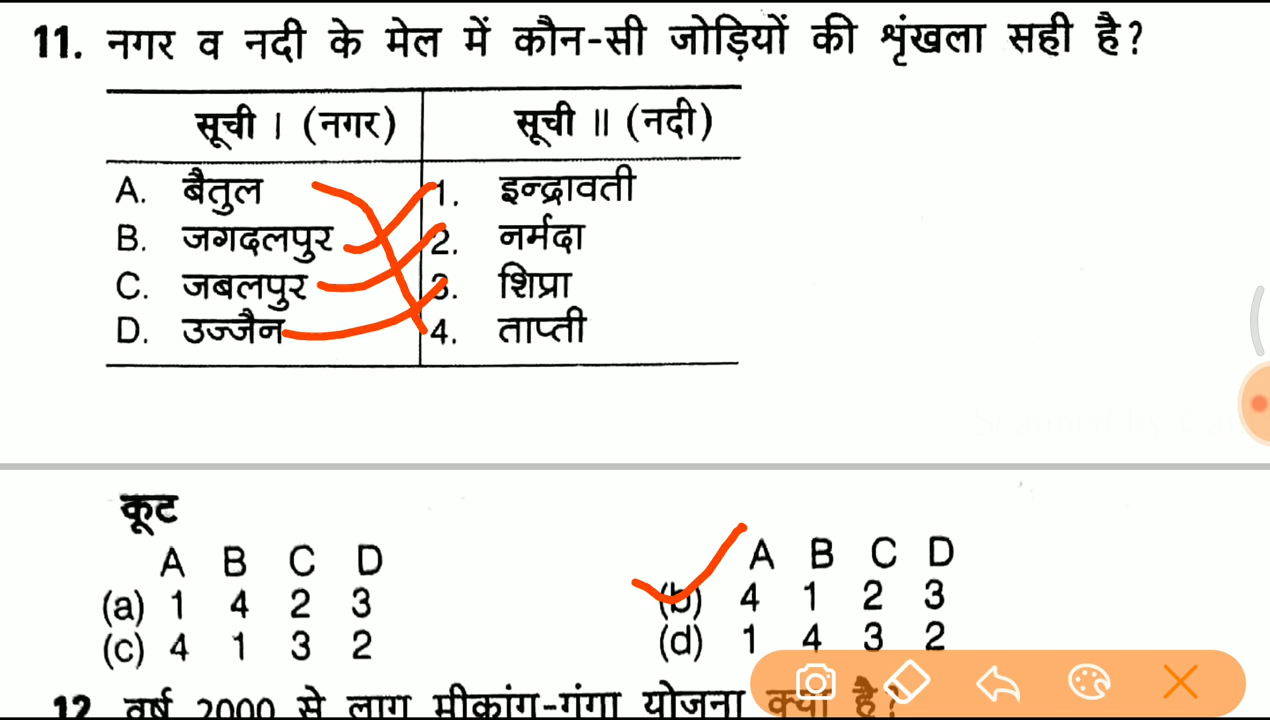 11. नगर व नदी के मेल में कौन-सी जोड़ियों की शृंखला सही है?
सूची I (नगर) सूची II (नदी)
A. बैतुल 1. इन्द्रावती
B. जगदलपुर 2. नर्मदा
C. जबलपुर 3. शिप्रा
D. उज्जैन 4. ताप्ती
कूट
A B C D A B C D
(a) 1 4 2 3 (b) 4 1 2 3
(c) 4 1 3 2 (d) 1 4 3 2
12 वर्ष 2000 से लागू मीकांग-गंगा योजना क्या है?